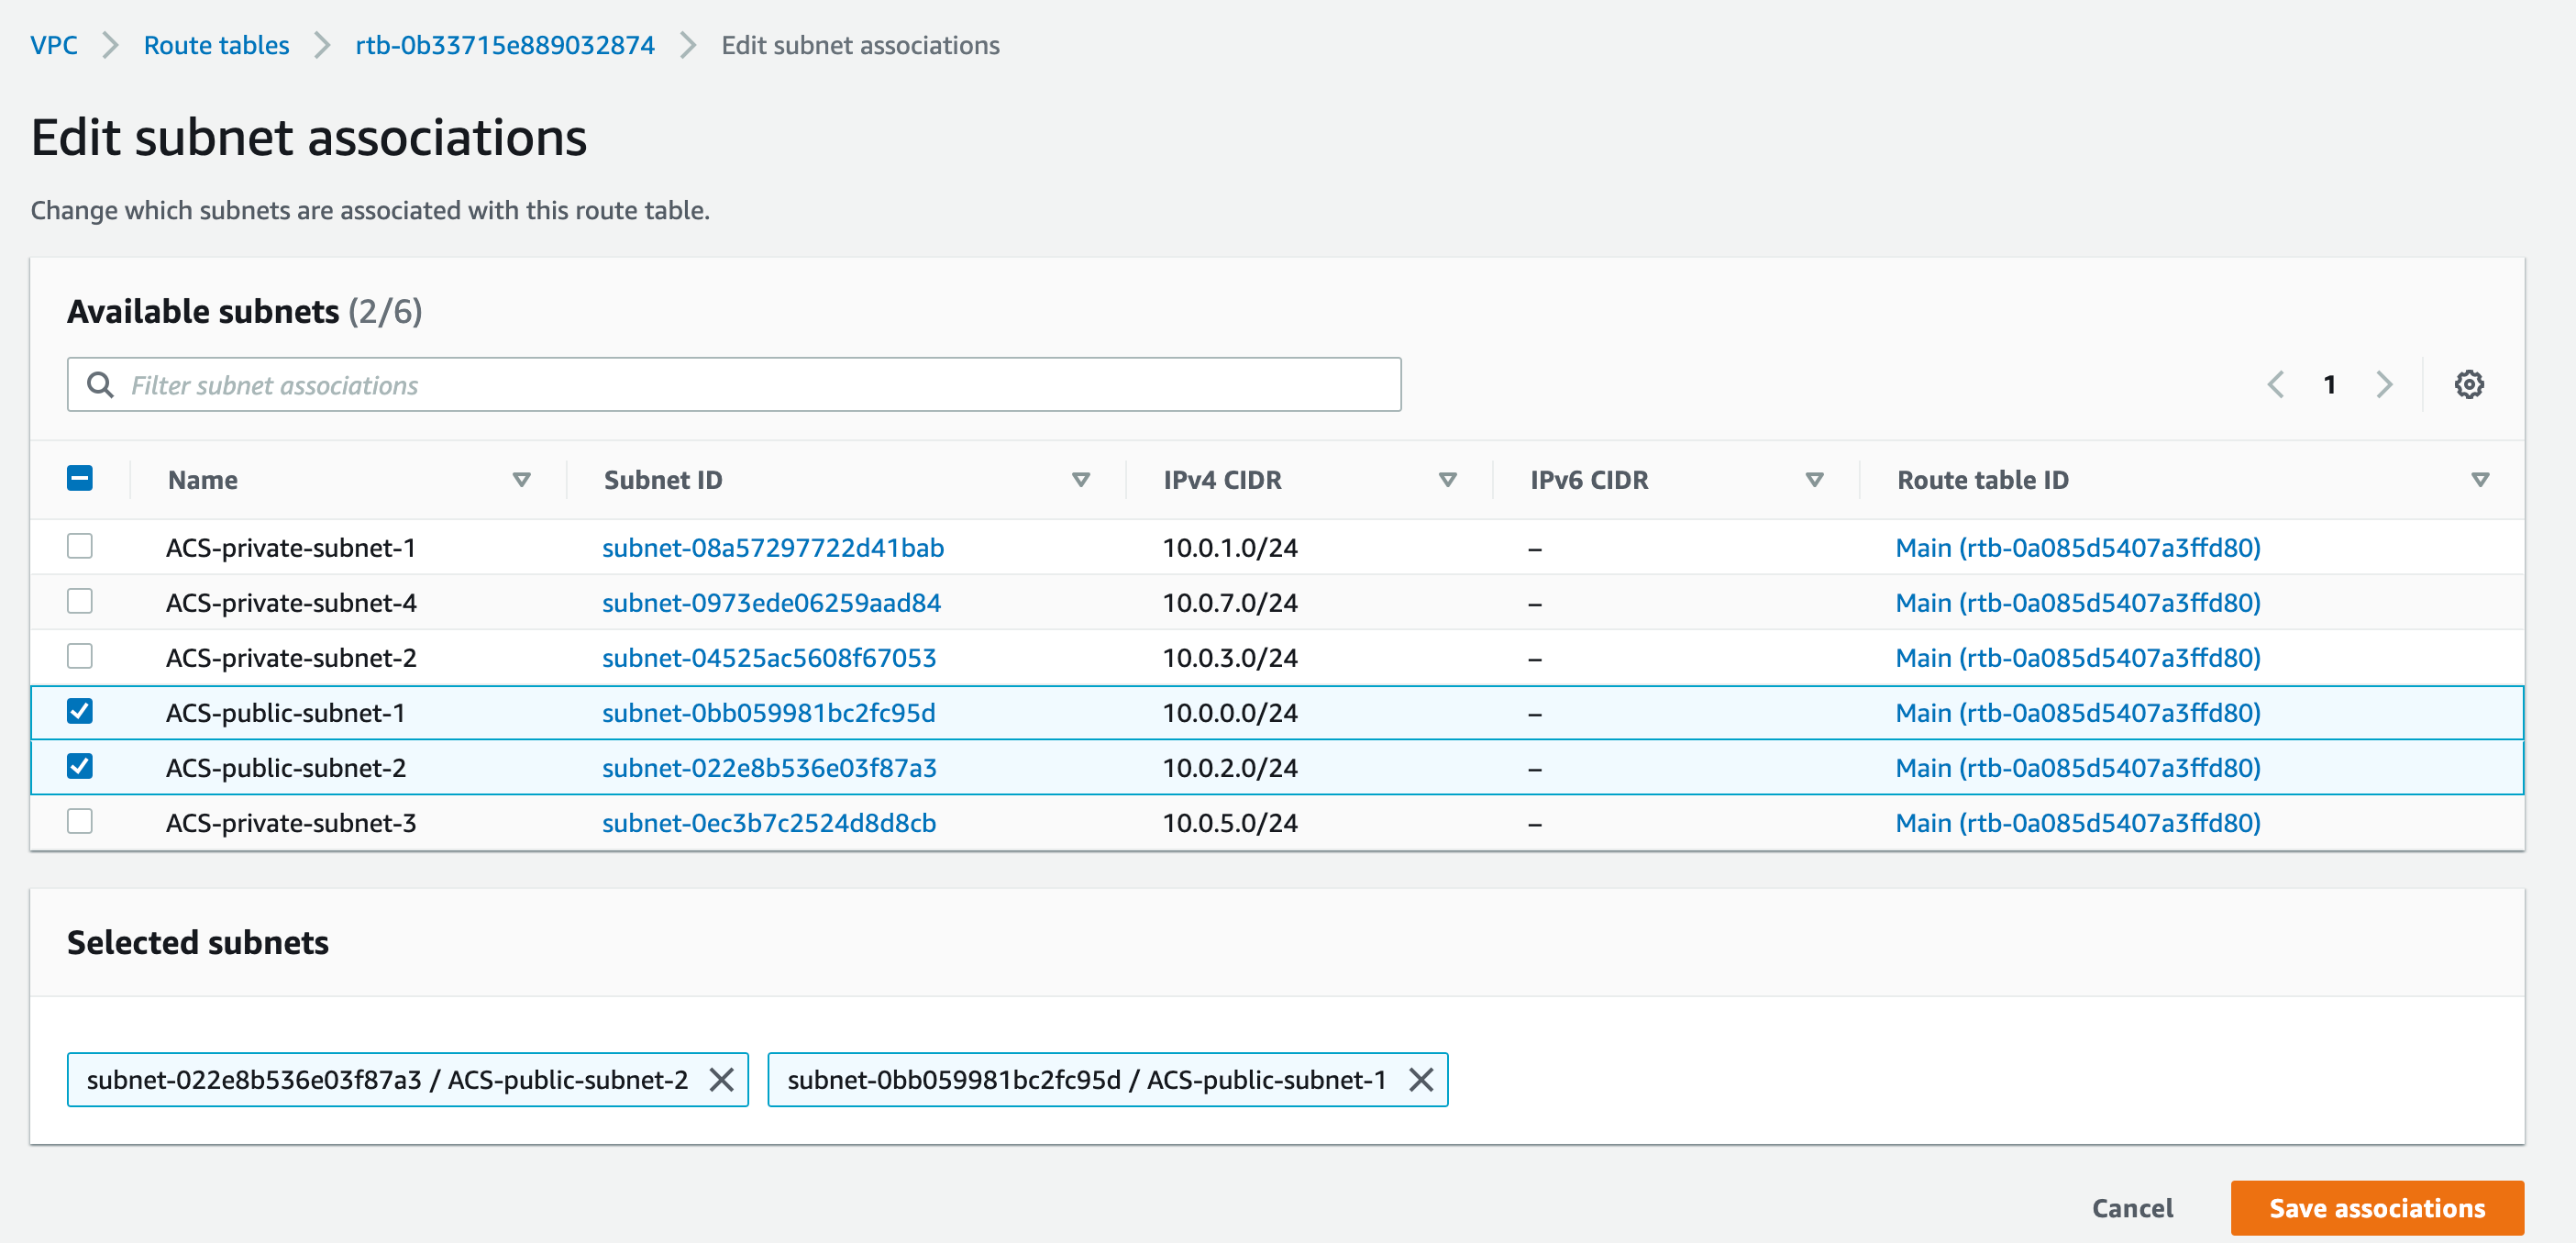 VPC > Route tables > rtb-0b33715e889032874 > Edit subnet associations
Edit subnet associations
Change which subnets are associated with this route table.
Available subnets (2/6)
Filter subnet associations
1
Name Subnet ID IPv4 CIDR IPv6 CIDR Route table ID
ACS-private-subnet-1 subnet-08a57297722d41bab 10.0.1.0/24 – Main (rtb-0a085d5407a3ffd80)
ACS-private-subnet-4 subnet-0973ede06259aad84 10.0.7.0/24 – Main (rtb-0a085d5407a3ffd80)
ACS-private-subnet-2 subnet-04525ac5608f67053 10.0.3.0/24 – Main (rtb-0a085d5407a3ffd80)
ACS-public-subnet-1 subnet-0bb059981bc2fc95d 10.0.0.0/24 – Main (rtb-0a085d5407a3ffd80)
ACS-public-subnet-2 subnet-022e8b536e03f87a3 10.0.2.0/24 – Main (rtb-0a085d5407a3ffd80)
ACS-private-subnet-3 subnet-0ec3b7c2524d8d8cb 10.0.5.0/24 – Main (rtb-0a085d5407a3ffd80)
Selected subnets
subnet-022e8b536e03f87a3 / ACS-public-subnet-2 subnet-0bb059981bc2fc95d / ACS-public-subnet-1
Cancel Save associations